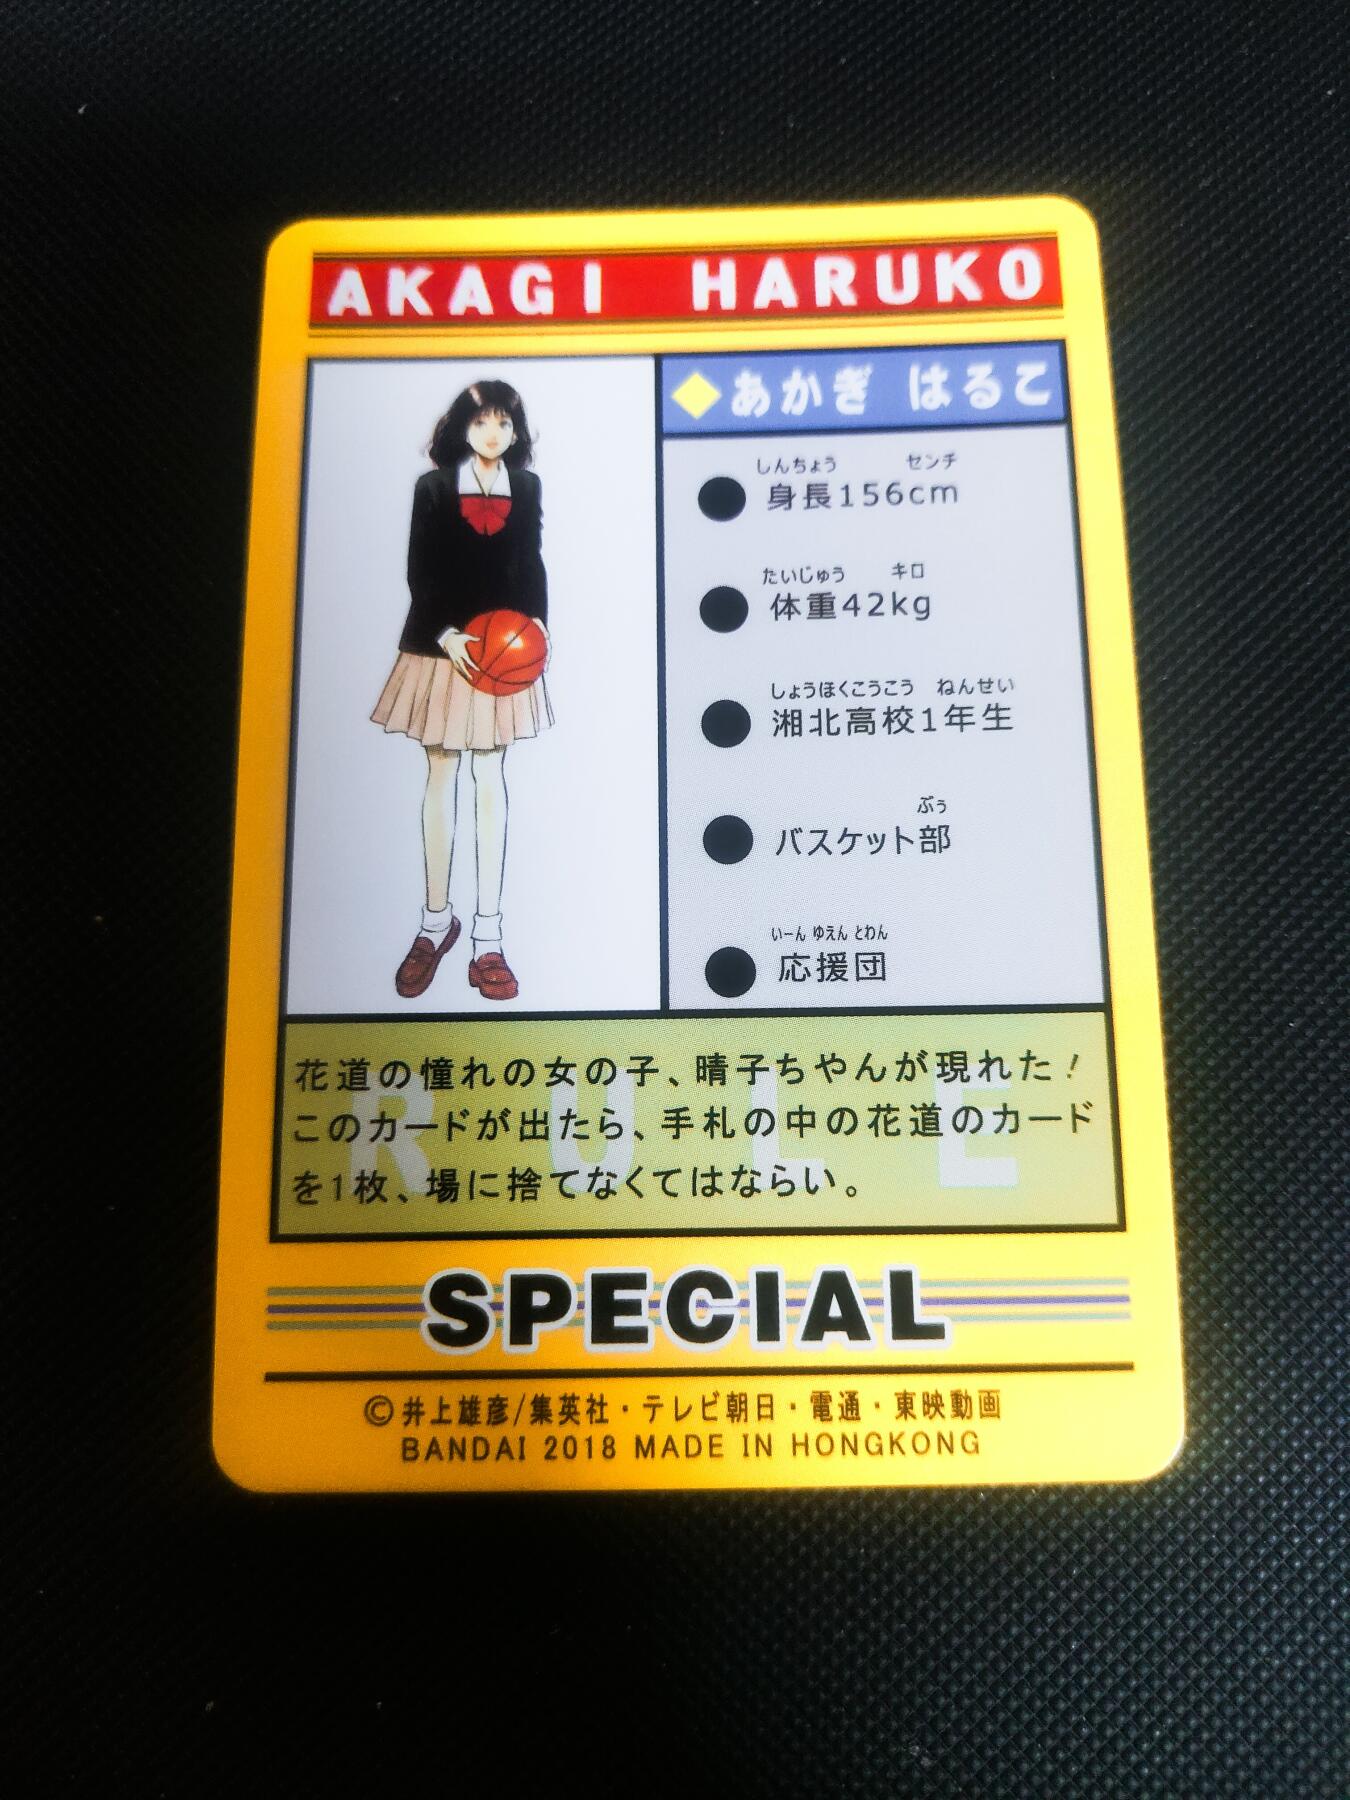 AKAGI HARUKO
◆あかぎ はるこ
しんちょう センチ
●身長156cm
たいじゅう キロ
●体重42kg
しょうほくこうこう ねんせい
●湘北高校1年生
ぶぅ
●バスケット部
いーん ゆえん とわん
●応援団
RULE
花道の憧れの女の子、晴子ちやんが現れた!
このカードが出たら、手札の中の花道のカード
を1枚、場に捨てなくてはならい。
SPECIAL
©井上雄彦/集英社・テレビ朝日・電通・東映動画
BANDAI 2018 MADE IN HONGKONG